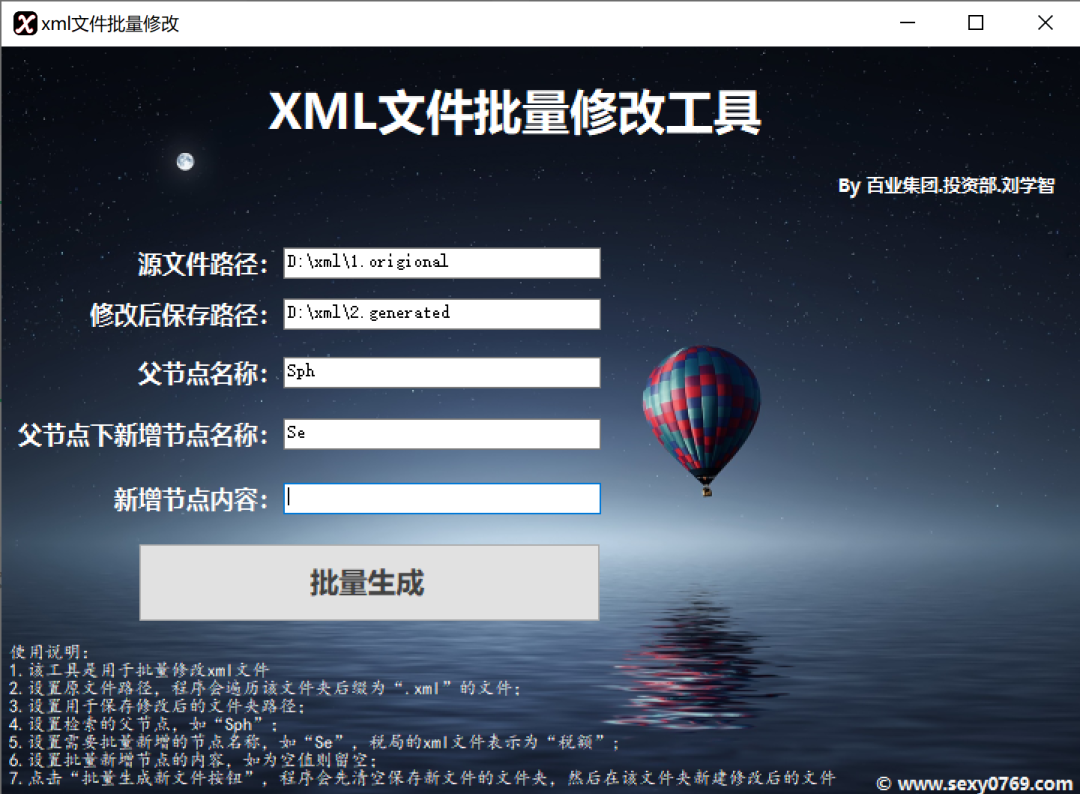 xml文件批量修改
XML文件批量修改工具
By 百业集团.投资部.刘学智
源文件路径： D:\xml\1.origional
修改后保存路径： D:\xml\2.generated
父节点名称： Sph
父节点下新增节点名称： Se
新增节点内容：
批量生成
使用说明：
1. 该工具是用于批量修改xml文件
2. 设置原文件路径，程序会遍历该文件夹后缀为“.xml”的文件；
3. 设置用于保存修改后的文件夹路径；
4. 设置检索的父节点，如“Sph”；
5. 设置需要批量新增的节点名称，如“Se”，税局的xml文件表示为“税额”；
6. 设置批量新增节点的内容，如为空值则留空；
7. 点击“批量生成新文件按钮”，程序会先清空保存新文件的文件夹，然后在该文件夹新建修改后的文件
© www.sexy0769.com